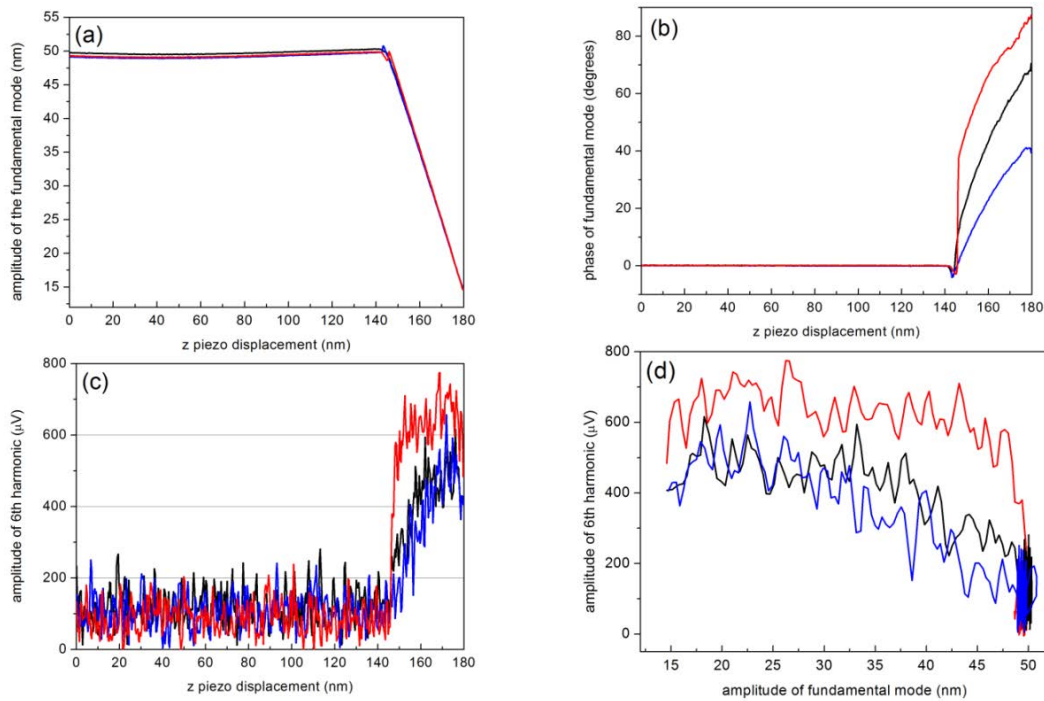 (a)
amplitude of the fundamental mode (nm)
55
50
45
40
35
30
25
20
15
0 20 40 60 80 100 120 140 160 180
z piezo displacement (nm)
(b)
phase of fundamental mode (degrees)
80
60
40
20
0
0 20 40 60 80 100 120 140 160 180
z piezo displacement (nm)
(c)
amplitude of 6th harmonic (μV)
800
600
400
200
0
0 20 40 60 80 100 120 140 160 180
z piezo displacement (nm)
(d)
amplitude of 6th harmonic (μV)
800
600
400
200
0
15 20 25 30 35 40 45 50
amplitude of fundamental mode (nm)